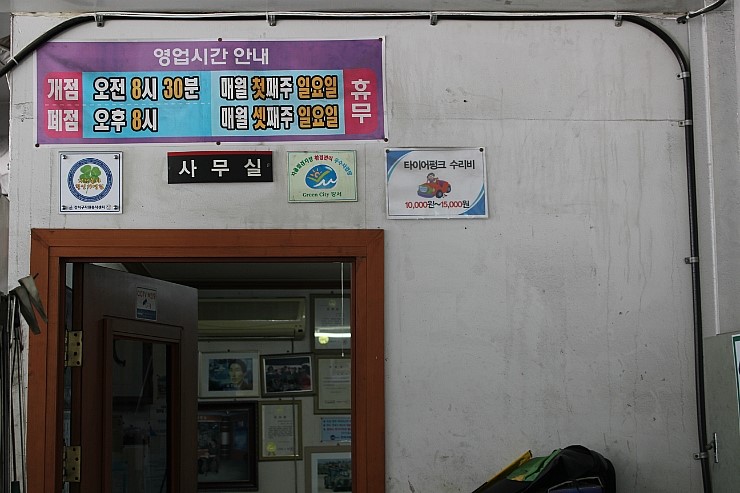 영업시간 안내
개점 오전 8시 30분 매월 첫째주 일요일
폐점 오후 8시 매월 셋째주 일요일
휴무
사무실
Green City 강서
타이어펑크 수리비
10,000원~15,000원